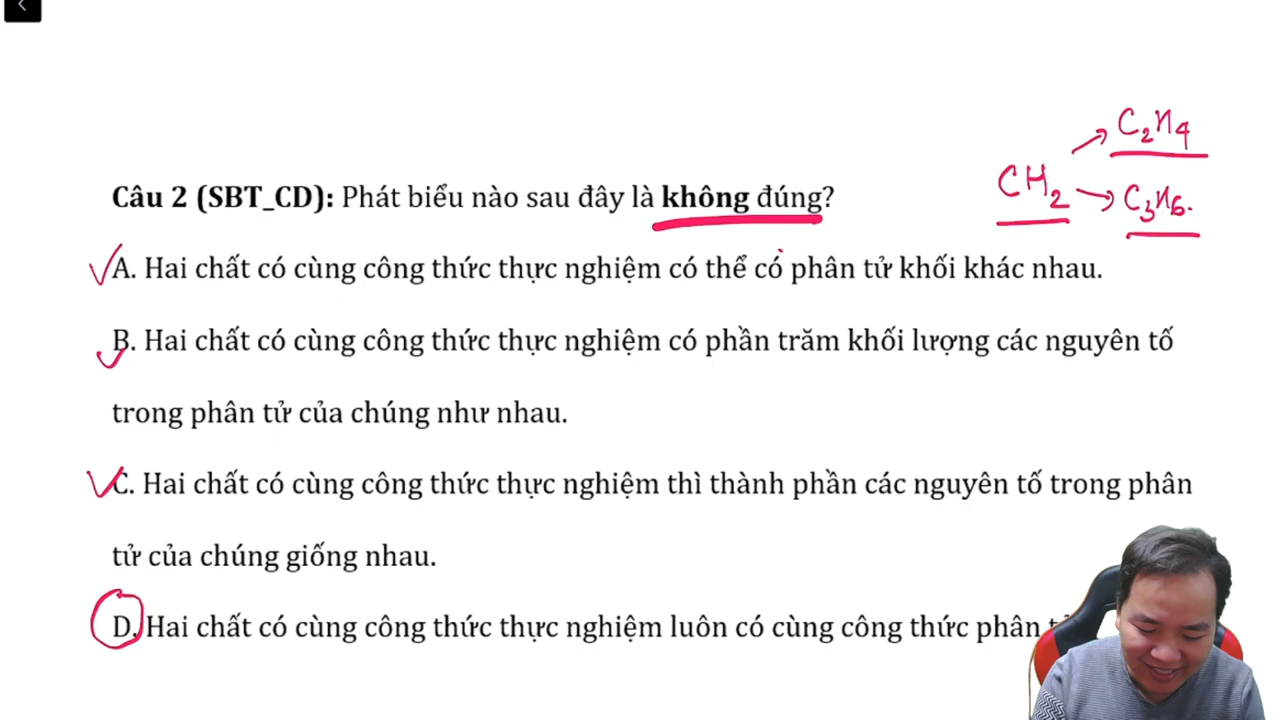 C₂H₄
CH₂
C₃H₆.
Câu 2 (SBT_CD): Phát biểu nào sau đây là không đúng?
A. Hai chất có cùng công thức thực nghiệm có thể có phân tử khối khác nhau.
B. Hai chất có cùng công thức thực nghiệm có phần trăm khối lượng các nguyên tố
trong phân tử của chúng như nhau.
C. Hai chất có cùng công thức thực nghiệm thì thành phần các nguyên tố trong phân
tử của chúng giống nhau.
D. Hai chất có cùng công thức thực nghiệm luôn có cùng công thức phân